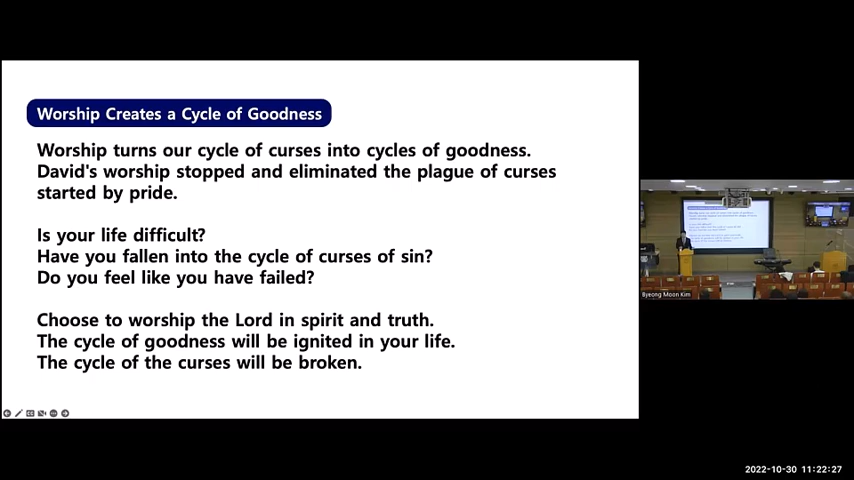 Worship Creates a Cycle of Goodness
Worship turns our cycle of curses into cycles of goodness.
David's worship stopped and eliminated the plague of curses
started by pride.
Is your life difficult?
Have you fallen into the cycle of curses of sin?
Do you feel like you have failed?
Choose to worship the Lord in spirit and truth.
The cycle of goodness will be ignited in your life.
The cycle of the curses will be broken.
Byeong Moon Kim
2022-10-30 11:22:27